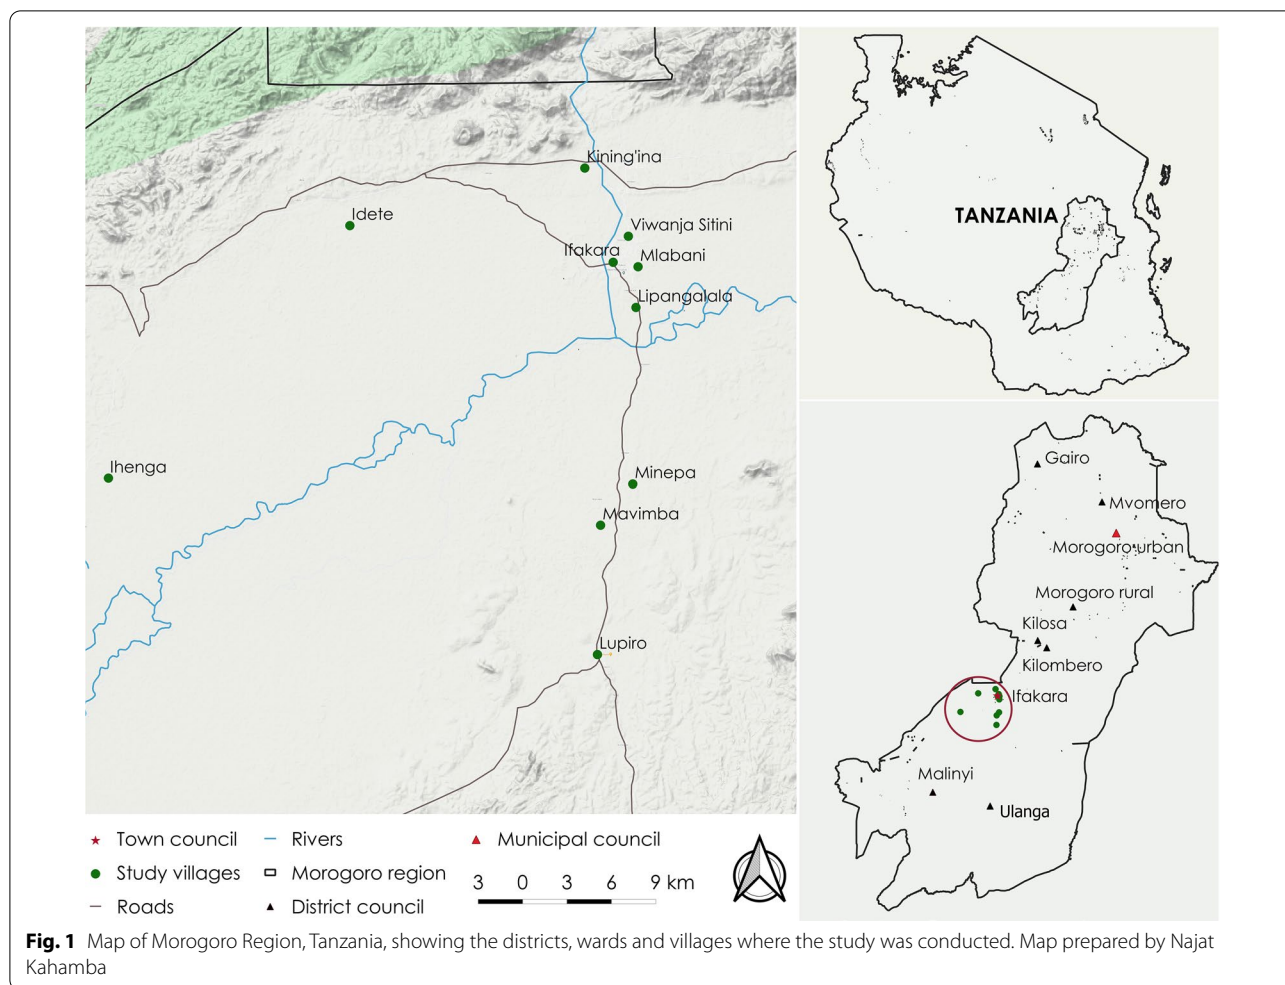 Kining'ina
Idete
Viwanja Sitini
Ifakara
Mlabani
Lipangalala
Ihenga
Minepa
Mavimba
Lupiro
TANZANIA
Gairo
Mvomero
Morogoro urban
Morogoro rural
Kilosa
Kilombero
Ifakara
Malinyi
Ulanga
Town council
Rivers
Municipal council
Study villages
Morogoro region
3 0 3 6 9 km
Roads
District council
Fig. 1 Map of Morogoro Region, Tanzania, showing the districts, wards and villages where the study was conducted. Map prepared by Najat
Kahamba